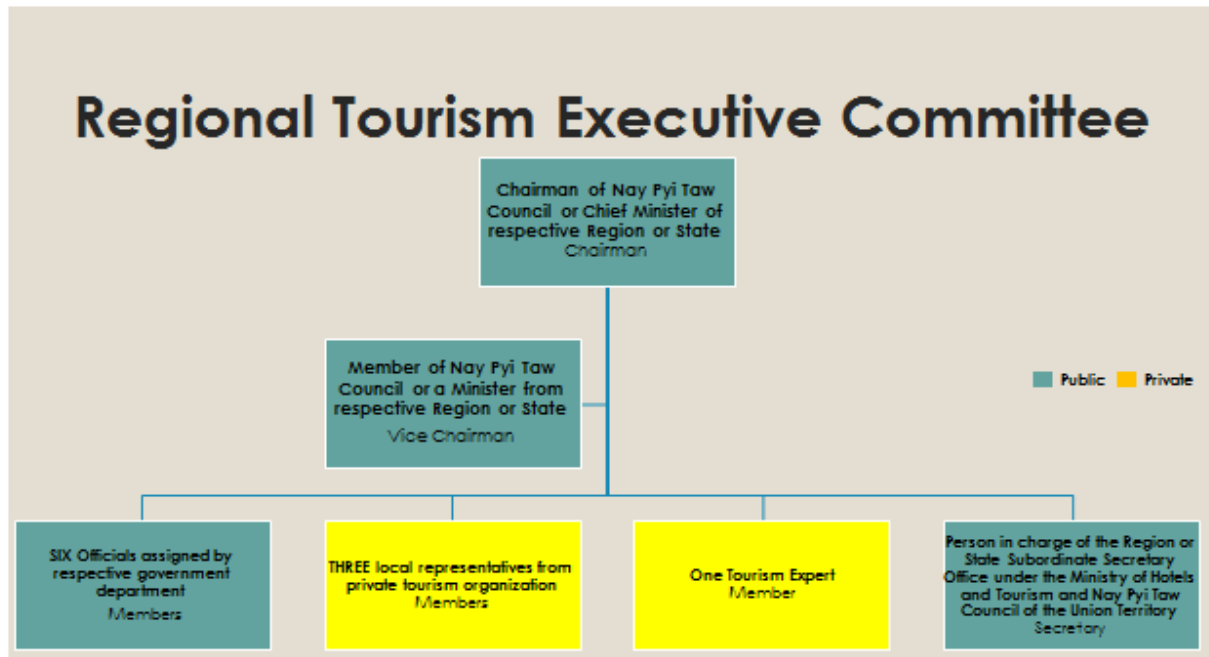 Regional Tourism Executive Committee
Chairman of Nay Pyi Taw
Council or Chief Minister of
respective Region or State
Chairman
Member of Nay Pyi Taw
Council or a Minister from
respective Region or State
Vice Chairman
Public
Private
SIX Officials assigned by
respective government
department
Members
THREE local representatives from
private tourism organization
Members
One Tourism Expert
Member
Person in charge of the Region or
State Subordinate Secretary
Office under the Ministry of Hotels
and Tourism and Nay Pyi Taw
Council of the Union Territory
Secretary